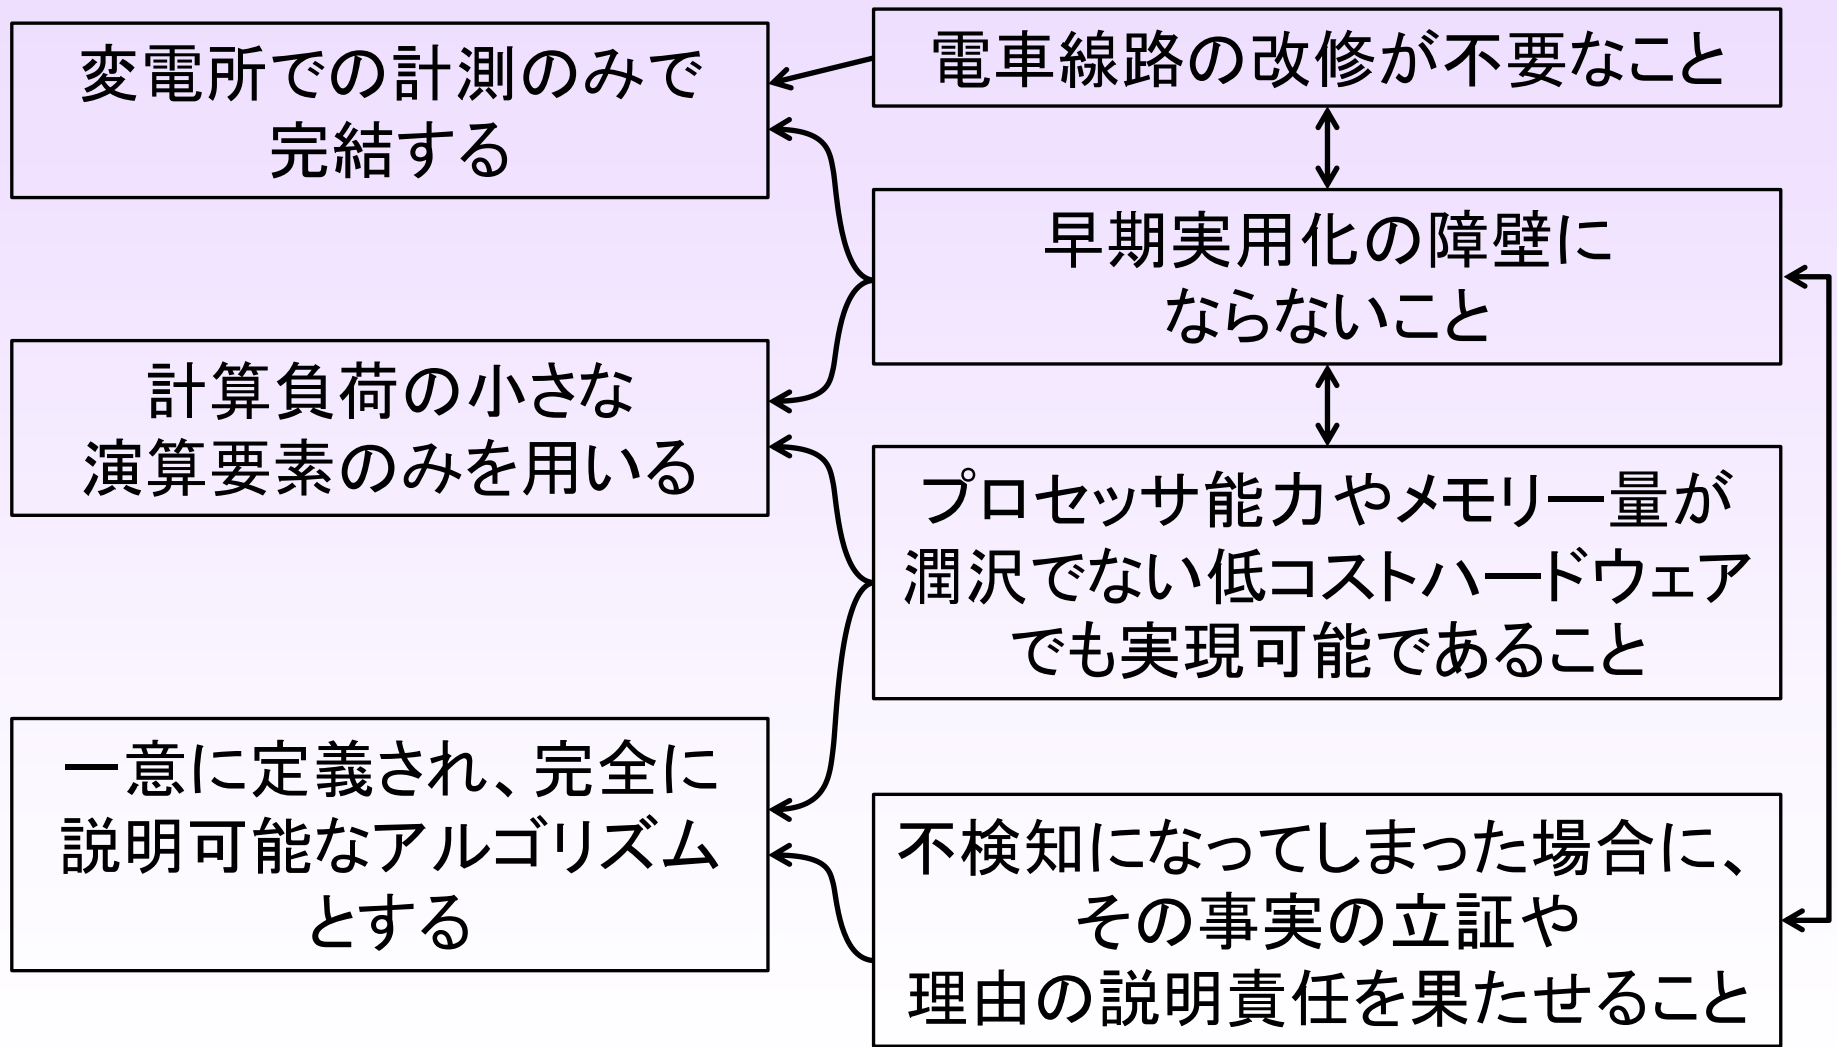 変電所での計測のみで
完結する
計算負荷の小さな
演算要素のみを用いる
一意に定義され、完全に
説明可能なアルゴリズム
とする
電車線路の改修が不要なこと
早期実用化の障壁に
ならないこと
プロセッサ能力やメモリー量が
潤沢でない低コストハードウェア
でも実現可能であること
不検知になってしまった場合に、
その事実の立証や
理由の説明責任を果たせること